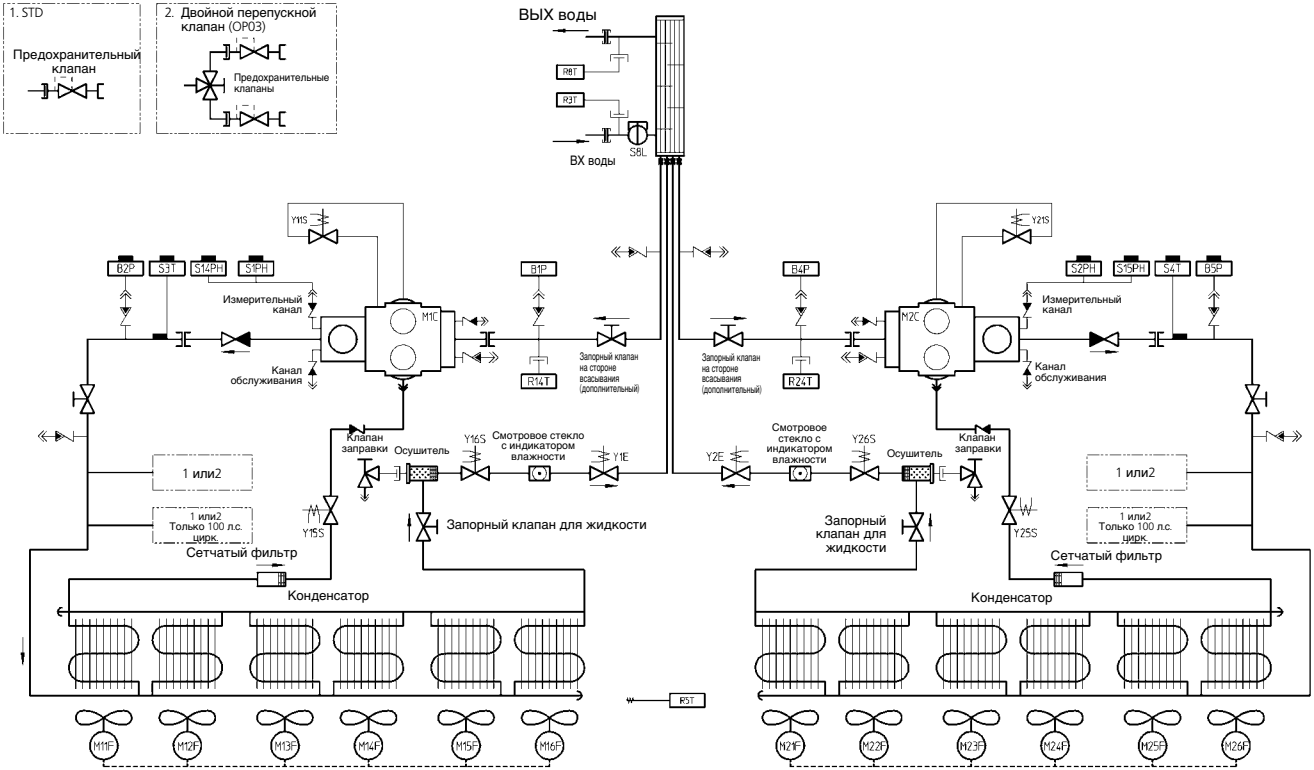 1. STD
Предохранительный
клапан
2. Двойной перепускной
клапан (OP03)
Предохранительные
клапаны
ВЫХ воды
R8T
R3T
S8L
ВХ воды
Y11S
Y21S
B2P
S3T
S14PH
S1PH
B1P
B4P
S2PH
S15PH
S4T
B5P
Измерительный
канал
M1C
M2C
Измерительный
канал
Канал
обслуживания
R14T
Запорный клапан
на стороне
всасывания
(дополнительный)
Запорный клапан
на стороне
всасывания
(дополнительный)
R24T
Канал
обслуживания
Клапан
заправки
Осушитель
Y16S
Смотровое стекло
с индикатором
влажности
Y1E
Y2E
Смотровое
стекло с
индикатором
влажности
Y26S
Осушитель
Клапан
заправки
1 или2
1 или2
Только 100 л.с.
цирк.
Y15S
Запорный клапан для жидкости
Запорный
клапан для
жидкости
Y25S
1 или2
1 или2
Только 100 л.с.
цирк.
Сетчатый фильтр
Сетчатый фильтр
Конденсатор
Конденсатор
R5T
M11F
M12F
M13F
M14F
M15F
M16F
M21F
M22F
M23F
M24F
M25F
M26F